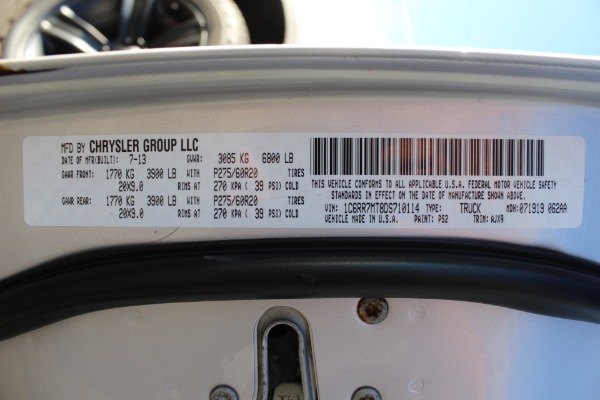 MFD BY CHRYSLER GROUP LLC
DATE OF MFR(BUILT): 7-13 GVWR: 3085 KG 6800 LB
GAWR FRONT: 1770 KG 3900 LB WITH P275/60R20 TIRES
20X9.0 RIMS AT 270 KPA ( 39 PSI) COLD
GAWR REAR: 1770 KG 3900 LB WITH P275/60R20 TIRES
20X9.0 RIMS AT 270 KPA ( 39 PSI) COLD
THIS VEHICLE CONFORMS TO ALL APPLICABLE U.S.A. FEDERAL MOTOR VEHICLE SAFETY
STANDARDS IN EFFECT ON THE DATE OF MANUFACTURE SHOWN ABOVE.
VIN: 1C6RR7MT8DS710114 TYPE: TRUCK MDH: 071919 062AA
VEHICLE MADE IN U.S.A. PAINT: PS2 TRIM: AJX9